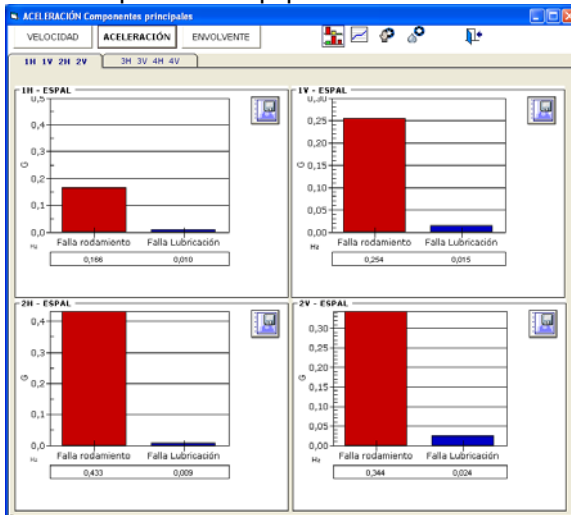 ACELERACIÓN Componentes principales
VELOCIDAD ACELERACIÓN ENVOLVENTE
1H 1V 2H 2V 3H 3V 4H 4V
1H - ESPAL
0,5
0,4
0,3
0,2
0,1
0,0
G
Hz
Falla rodamiento Falla Lubricación
0,166 0,010
1V - ESPAL
0,30
0,25
0,20
0,15
0,10
0,05
0,00
G
Hz
Falla rodamiento Falla Lubricación
0,254 0,015
2H - ESPAL
0,4
0,3
0,2
0,1
0,0
G
Hz
Falla rodamiento Falla Lubricación
0,433 0,009
2V - ESPAL
0,30
0,25
0,20
0,15
0,10
0,05
0,00
G
Hz
Falla rodamiento Falla Lubricación
0,344 0,024